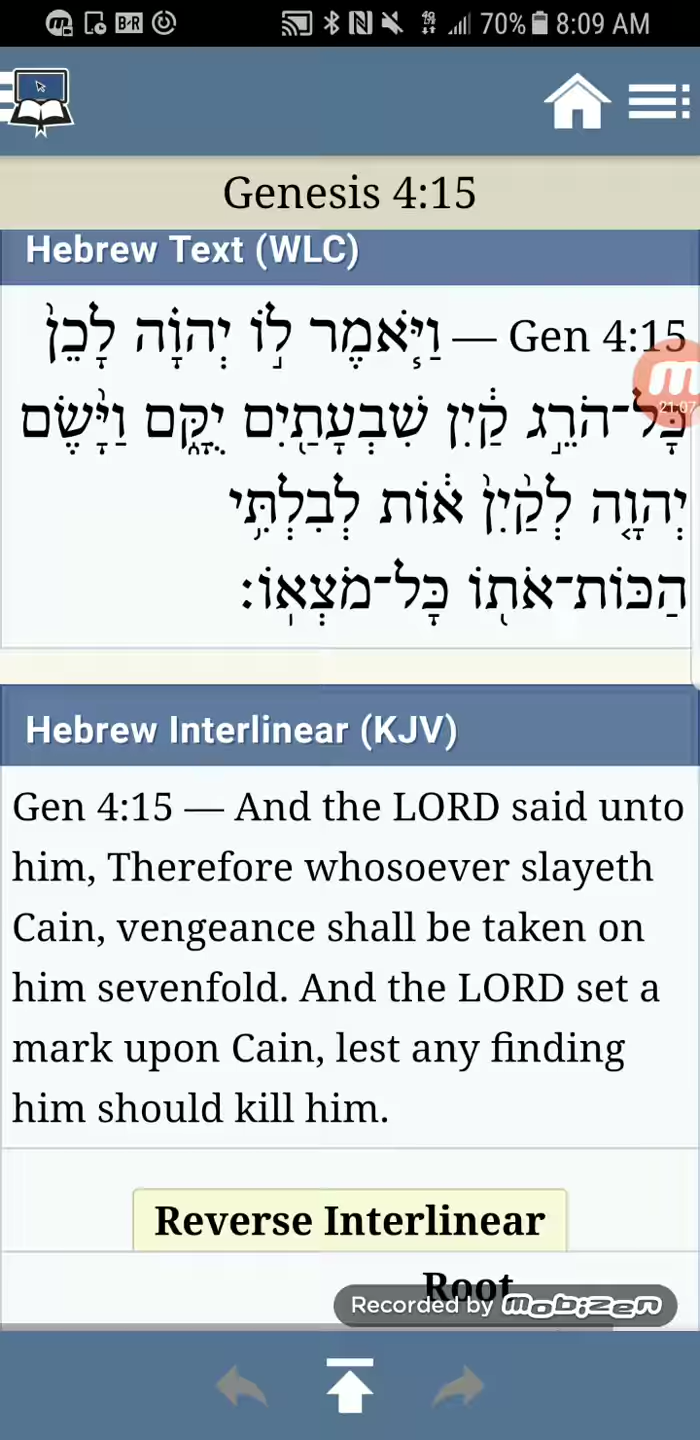 70% 8:09 AM
Genesis 4:15
Hebrew Text (WLC)
Gen 4:15 — וַיֹּ֧אמֶר ל֣וֹ יְהוָ֗ה לָכֵן֙
כָּל־הֹרֵ֣ג קַ֔יִן שִׁבְעָתַ֖יִם יֻקָּ֑ם וַיָּ֨שֶׂם
יְהוָ֤ה לְקַ֙יִן֙ א֔וֹת לְבִלְתִּ֥י
הַכּוֹת־אֹת֖וֹ כָּל־מֹצְאֽוֹ׃
21:07
Hebrew Interlinear (KJV)
Gen 4:15 — And the LORD said unto
him, Therefore whosoever slayeth
Cain, vengeance shall be taken on
him sevenfold. And the LORD set a
mark upon Cain, lest any finding
him should kill him.
Reverse Interlinear
Root
Recorded by mobizen